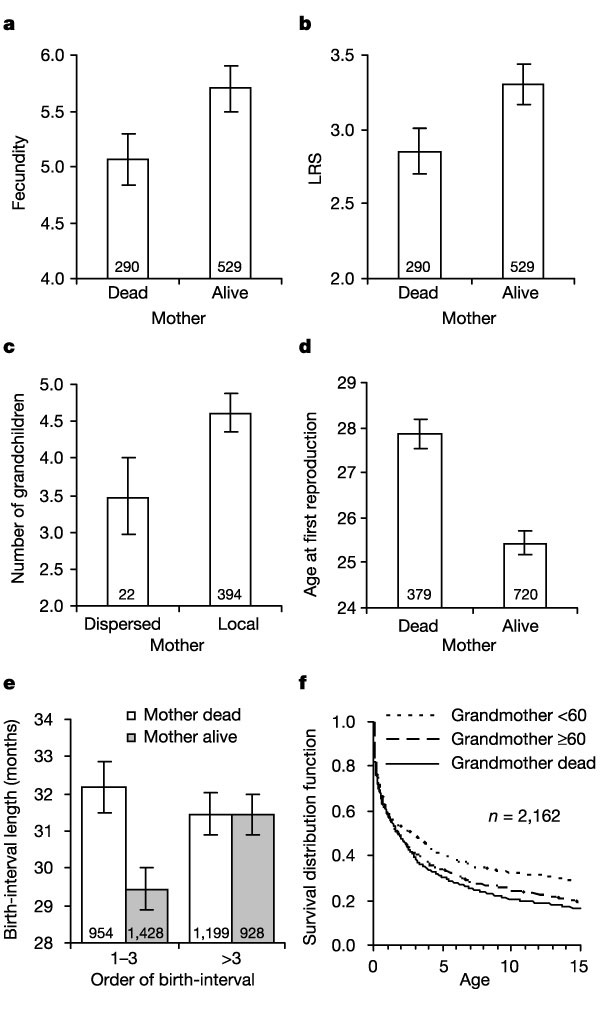 a
6.0
5.5
5.0
4.5
4.0
Fecundity
290
529
Dead
Alive
Mother
b
3.5
3.0
2.5
2.0
LRS
290
529
Dead
Alive
Mother
c
5.0
4.5
4.0
3.5
3.0
2.5
2.0
Number of grandchildren
22
394
Dispersed
Local
Mother
d
29
28
27
26
25
24
Age at first reproduction
379
720
Dead
Alive
Mother
e
34
33
32
31
30
29
28
Birth-interval length (months)
Mother dead
Mother alive
954
1,428
1,199
928
1–3
>3
Order of birth-interval
f
1.0
0.8
0.6
0.4
0.2
0.0
Survival distribution function
Grandmother <60
Grandmother ≥60
Grandmother dead
n = 2,162
0
5
10
15
Age